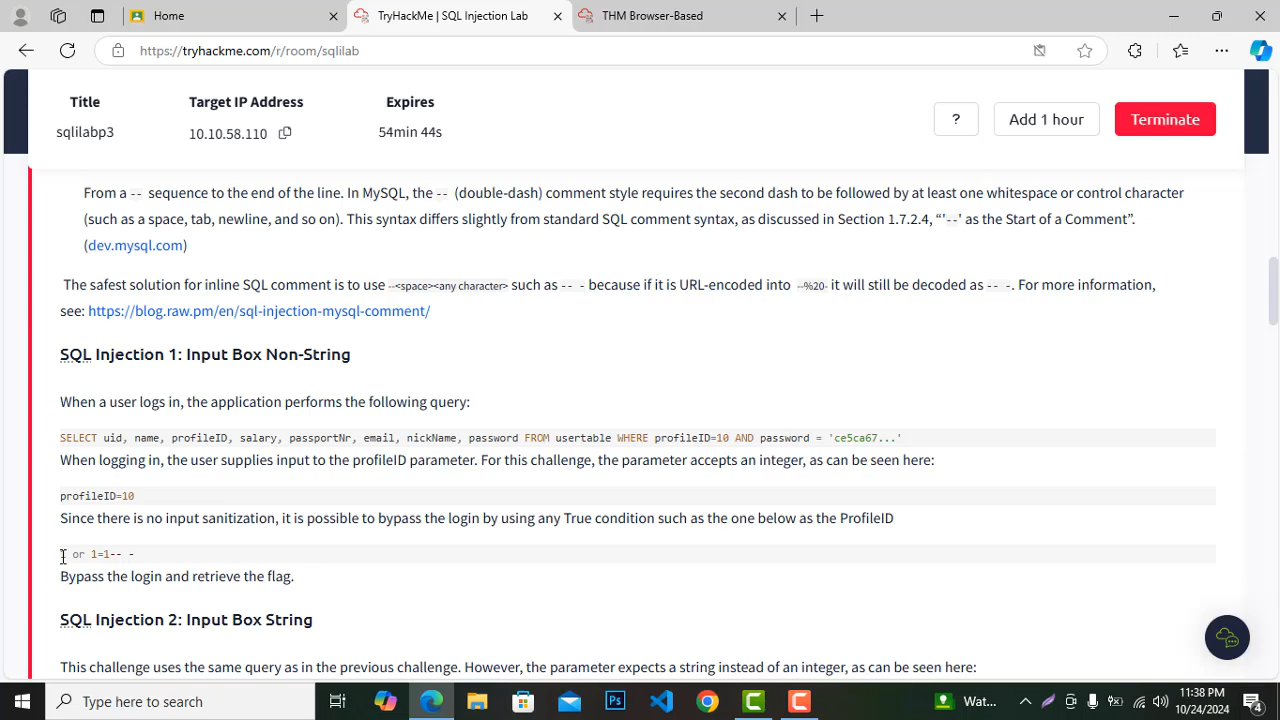 Home
TryHackMe | SQL Injection Lab
THM Browser-Based
https://tryhackme.com/r/room/sqlilab
Title Target IP Address Expires
sqlilabp3 10.10.58.110 54min 44s
? Add 1 hour Terminate
From a -- sequence to the end of the line. In MySQL, the -- (double-dash) comment style requires the second dash to be followed by at least one whitespace or control character
(such as a space, tab, newline, and so on). This syntax differs slightly from standard SQL comment syntax, as discussed in Section 1.7.2.4, “'--' as the Start of a Comment”.
(dev.mysql.com)
The safest solution for inline SQL comment is to use --<space><any character> such as -- - because if it is URL-encoded into --%20- it will still be decoded as -- -. For more information,
see: https://blog.raw.pm/en/sql-injection-mysql-comment/
SQL Injection 1: Input Box Non-String
When a user logs in, the application performs the following query:
SELECT uid, name, profileID, salary, passportNr, email, nickName, password FROM usertable WHERE profileID=10 AND password = 'ce5ca67...'
When logging in, the user supplies input to the profileID parameter. For this challenge, the parameter accepts an integer, as can be seen here:
profileID=10
Since there is no input sanitization, it is possible to bypass the login by using any True condition such as the one below as the ProfileID
or 1=1-- -
Bypass the login and retrieve the flag.
SQL Injection 2: Input Box String
This challenge uses the same query as in the previous challenge. However, the parameter expects a string instead of an integer, as can be seen here:
Type here to search
Wat...
11:38 PM
10/24/2024
4